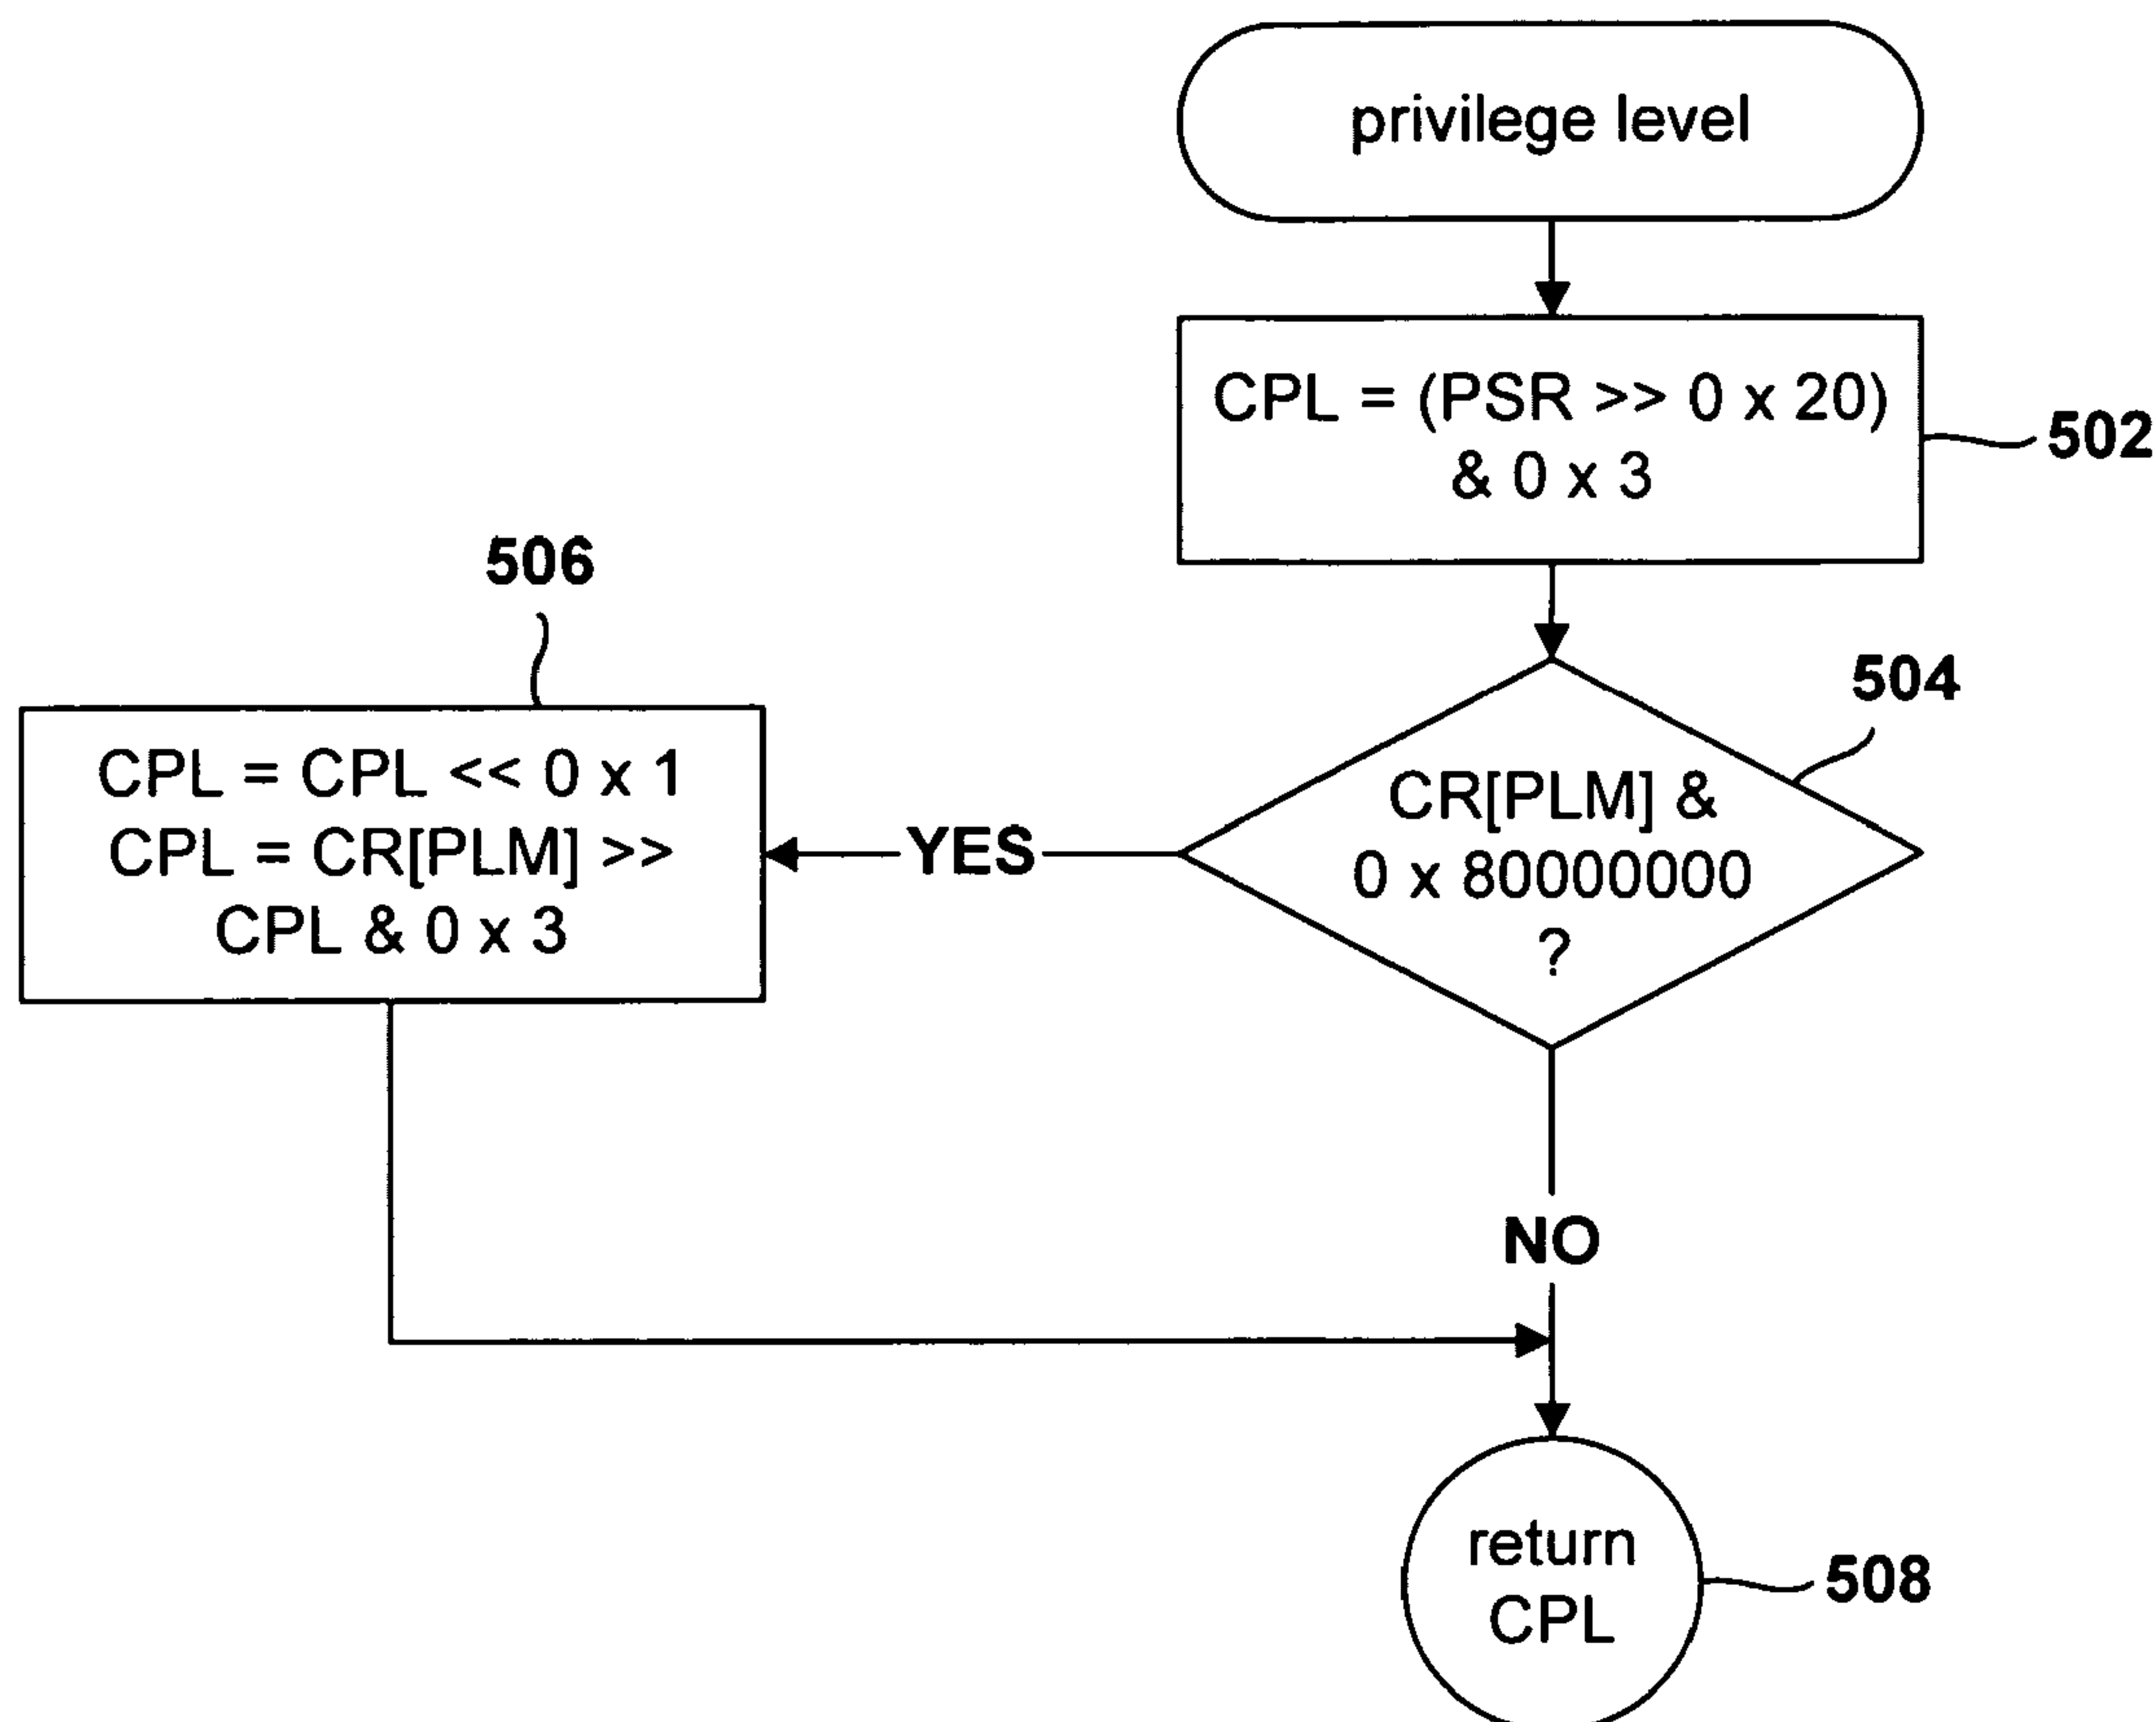 privilege level
CPL = (PSR >> 0 x 20)
& 0 x 3
502
504
CR[PLM] &
0 x 80000000
?
YES
506
CPL = CPL << 0 x 1
CPL = CR[PLM] >>
CPL & 0 x 3
NO
return
CPL
508